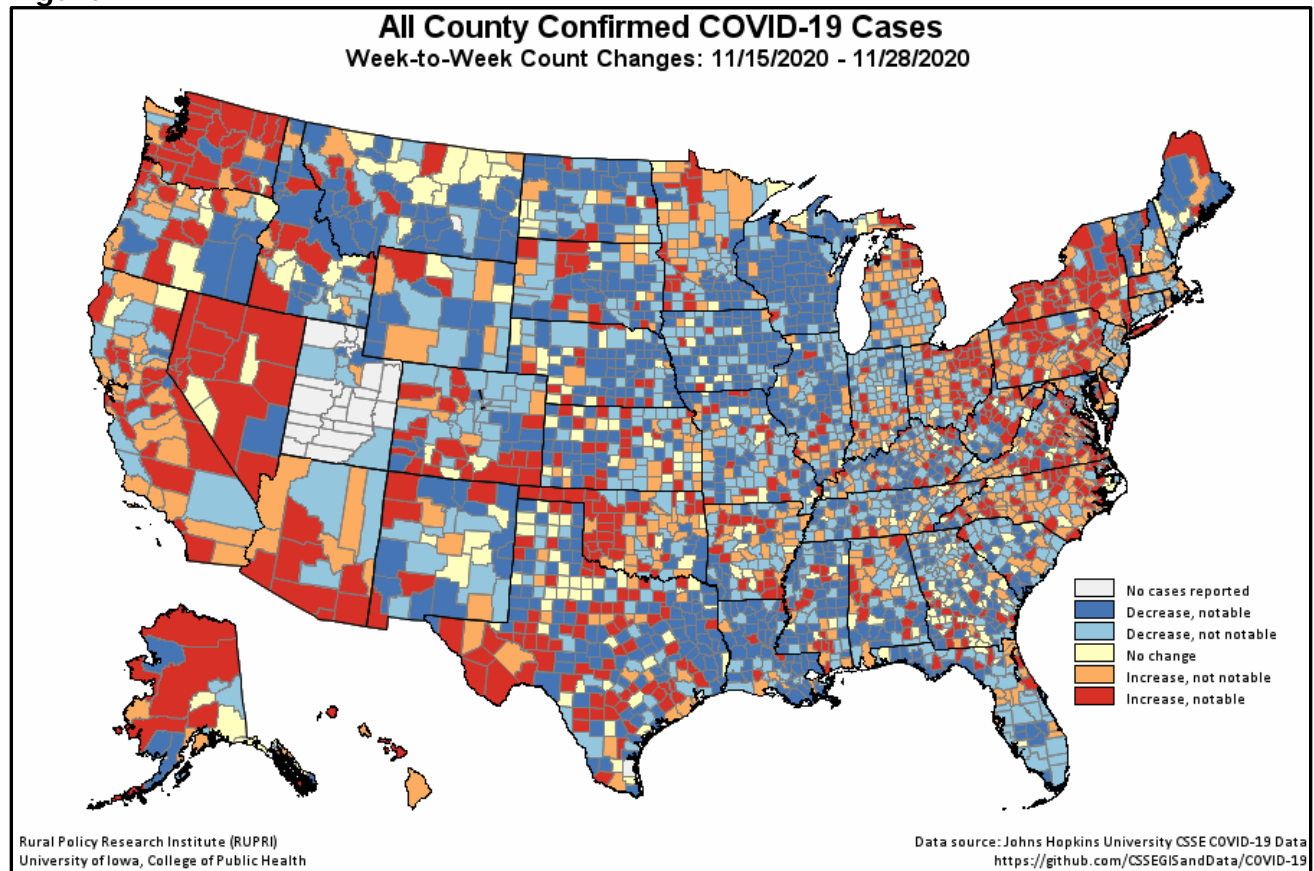 All County Confirmed COVID-19 Cases
Week-to-Week Count Changes: 11/15/2020 - 11/28/2020
No cases reported
Decrease, notable
Decrease, not notable
No change
Increase, not notable
Increase, notable
Rural Policy Research Institute (RUPRI)
University of Iowa, College of Public Health
Data source: Johns Hopkins University CSSE COVID-19 Data
https://github.com/CSSEGISandData/COVID-19